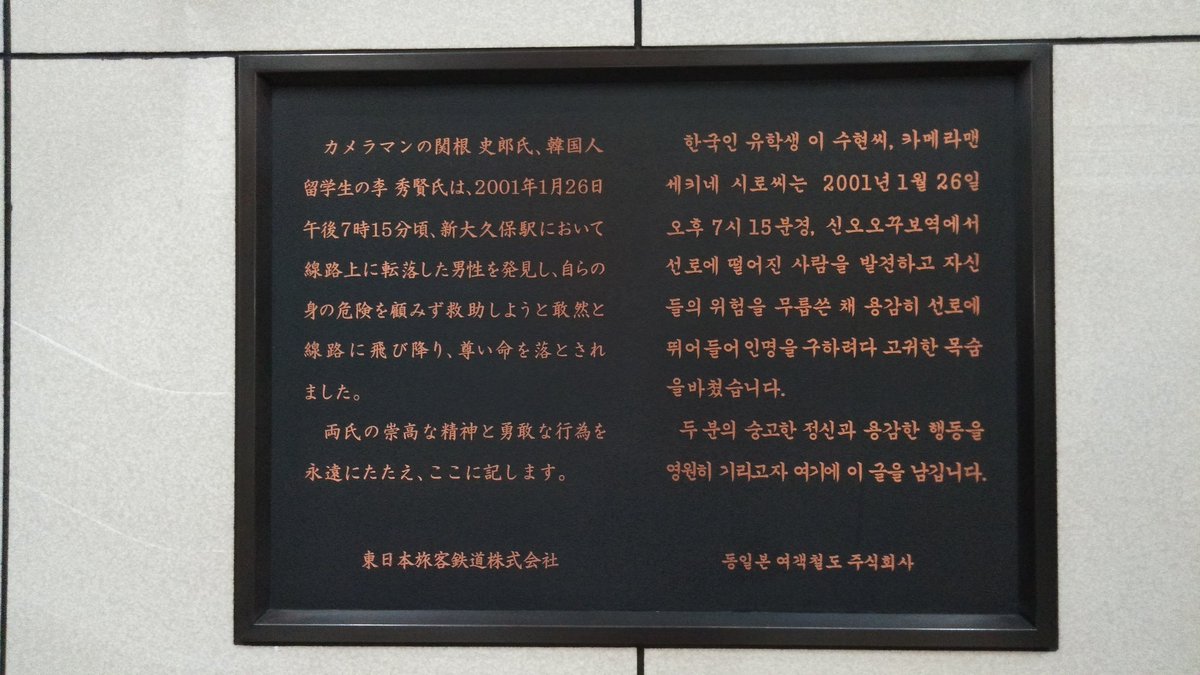 カメラマンの関根 史郎氏、韓国人
留学生の李 秀賢氏は、2001年1月26日
午後7時15分頃、新大久保駅において
線路上に転落した男性を発見し、自らの
身の危険を顧みず救助しようと敢然と
線路に飛び降り、尊い命を落とされ
ました。
両氏の崇高な精神と勇敢な行為を
永遠にたたえ、ここに記します。
東日本旅客鉄道株式会社
한국인 유학생 이 수현씨, 카메라맨
세키네 시로씨는 2001년 1월 26일
오후 7시 15분경, 신오오꾸보역에서
선로에 떨어진 사람을 발견하고 자신
들의 위험을 무릅쓴 채 용감히 선로에
뛰어들어 인명을 구하려다 고귀한 목숨
을바쳤습니다.
두 분의 숭고한 정신과 용감한 행동을
영원히 기리고자 여기에 이 글을 남깁니다.
동일본 여객철도 주식회사